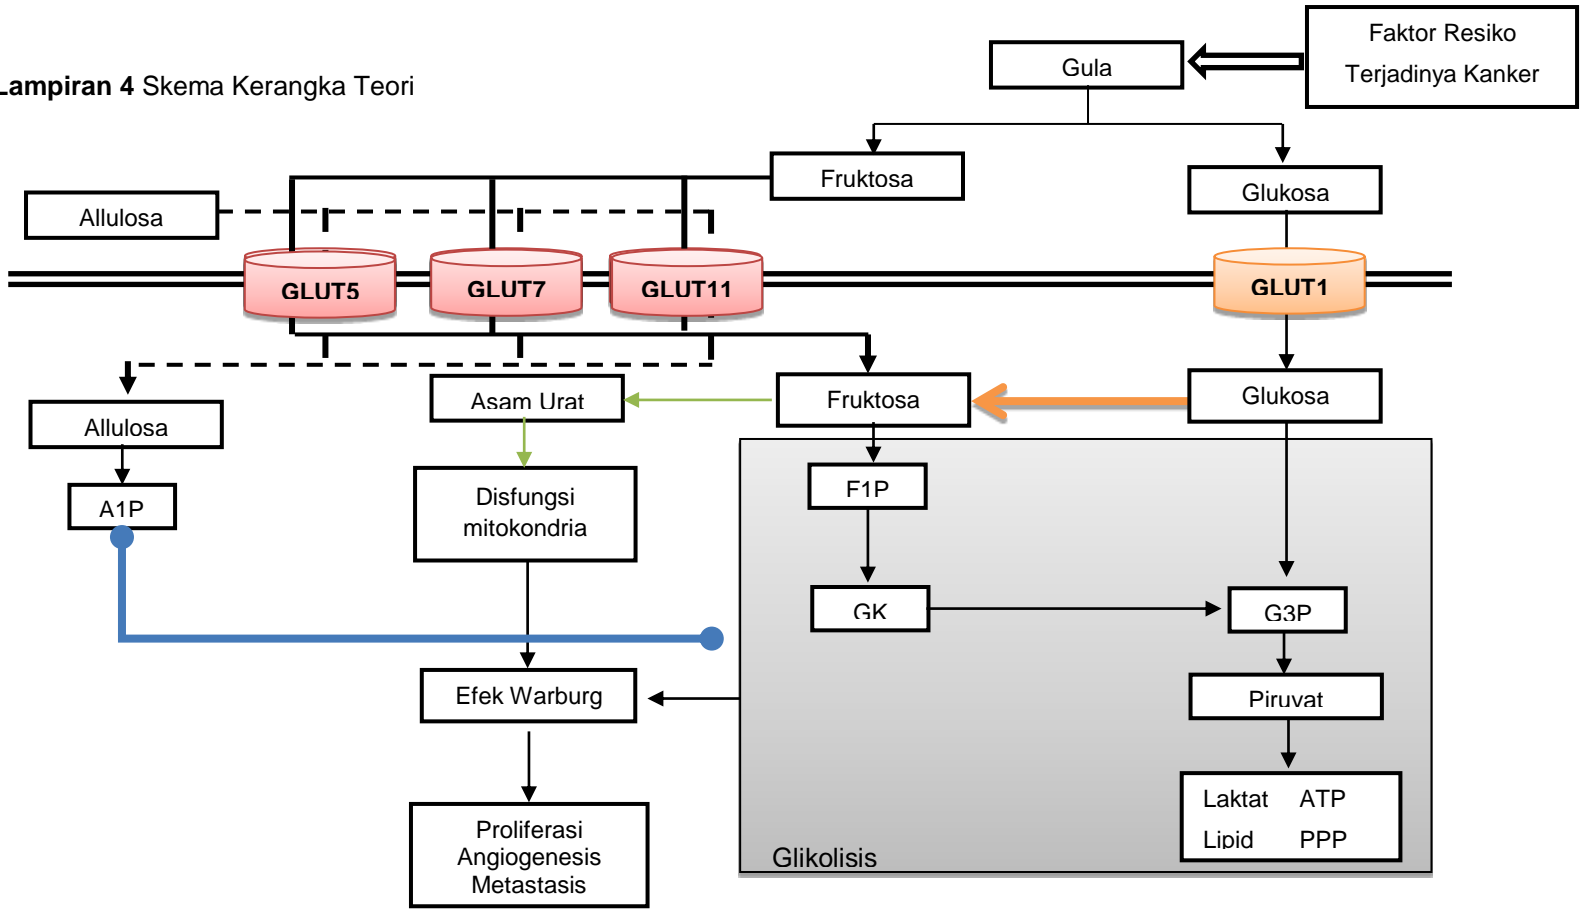 Faktor Resiko
Terjadinya Kanker
Gula
Lampiran 4 Skema Kerangka Teori
Fruktosa
Glukosa
Allulosa
GLUT5
GLUT7
GLUT11
GLUT1
Allulosa
Asam Urat
Fruktosa
Glukosa
A1P
Disfungsi
mitokondria
F1P
GK
G3P
Efek Warburg
Piruvat
Laktat ATP
Lipid PPP
Proliferasi
Angiogenesis
Metastasis
Glikolisis